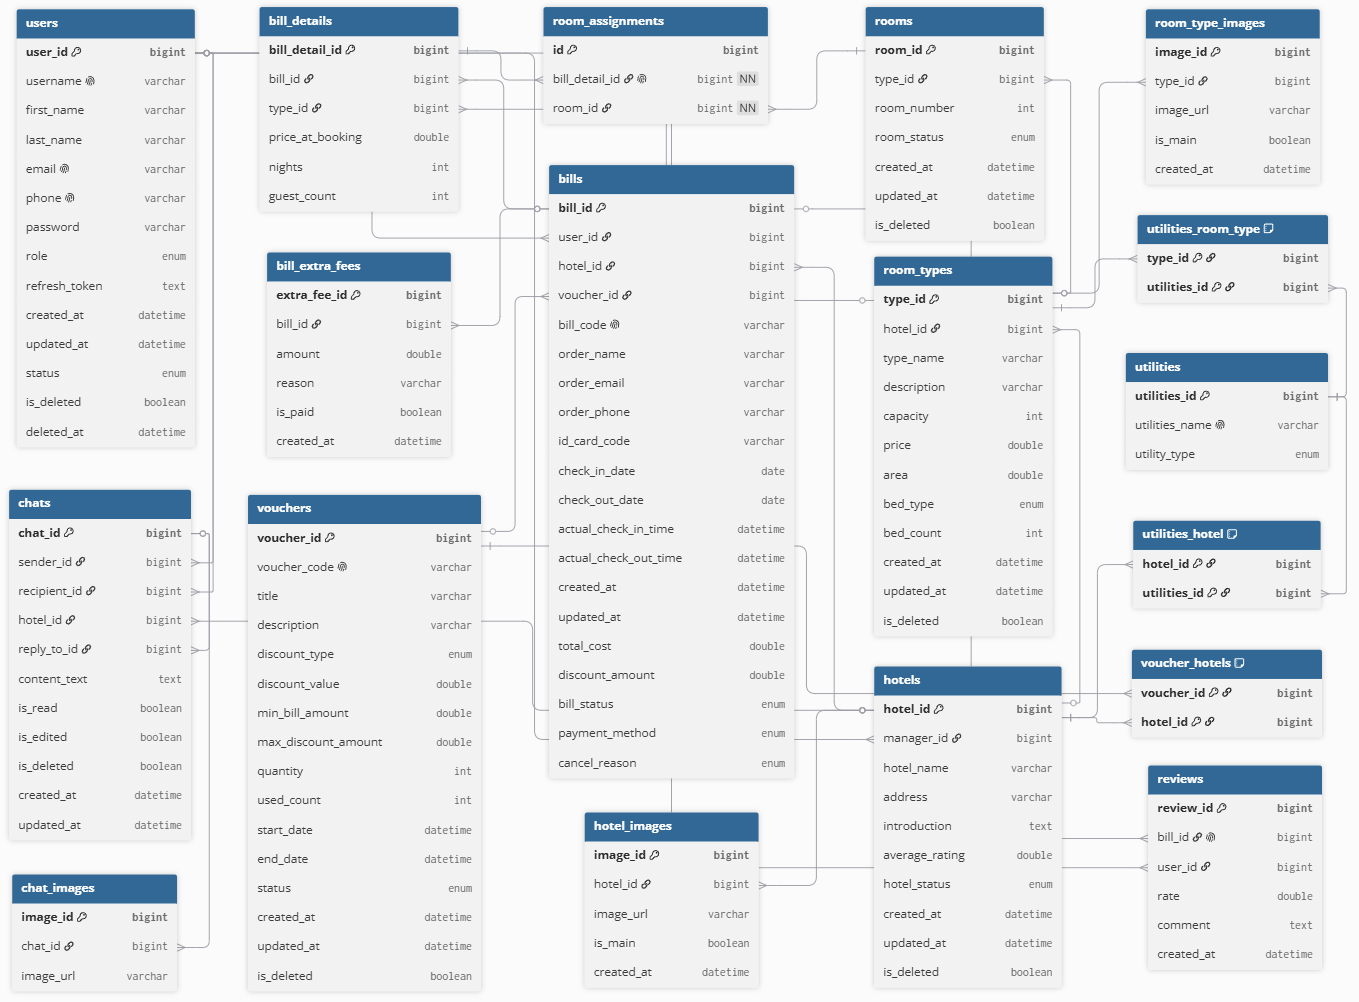 users
user_id bigint
username varchar
first_name varchar
last_name varchar
email varchar
phone varchar
password varchar
role enum
refresh_token text
created_at datetime
updated_at datetime
status enum
is_deleted boolean
deleted_at datetime
bill_details
bill_detail_id bigint
bill_id bigint
type_id bigint
price_at_booking double
nights int
guest_count int
room_assignments
id bigint
bill_detail_id bigint NN
room_id bigint NN
rooms
room_id bigint
type_id bigint
room_number int
room_status enum
created_at datetime
updated_at datetime
is_deleted boolean
room_type_images
image_id bigint
type_id bigint
image_url varchar
is_main boolean
created_at datetime
bill_extra_fees
extra_fee_id bigint
bill_id bigint
amount double
reason varchar
is_paid boolean
created_at datetime
bills
bill_id bigint
user_id bigint
hotel_id bigint
voucher_id bigint
bill_code varchar
order_name varchar
order_email varchar
order_phone varchar
id_card_code varchar
check_in_date date
check_out_date date
actual_check_in_time datetime
actual_check_out_time datetime
created_at datetime
updated_at datetime
total_cost double
discount_amount double
bill_status enum
payment_method enum
cancel_reason enum
room_types
type_id bigint
hotel_id bigint
type_name varchar
description varchar
capacity int
price double
area double
bed_type enum
bed_count int
created_at datetime
updated_at datetime
is_deleted boolean
utilities_room_type
type_id bigint
utilities_id bigint
utilities
utilities_id bigint
utilities_name varchar
utility_type enum
chats
chat_id bigint
sender_id bigint
recipient_id bigint
hotel_id bigint
reply_to_id bigint
content_text text
is_read boolean
is_edited boolean
is_deleted boolean
created_at datetime
updated_at datetime
vouchers
voucher_id bigint
voucher_code varchar
title varchar
description varchar
discount_type enum
discount_value double
min_bill_amount double
max_discount_amount double
quantity int
used_count int
start_date datetime
end_date datetime
status enum
created_at datetime
updated_at datetime
is_deleted boolean
utilities_hotel
hotel_id bigint
utilities_id bigint
voucher_hotels
voucher_id bigint
hotel_id bigint
hotels
hotel_id bigint
manager_id bigint
hotel_name varchar
address varchar
introduction text
average_rating double
hotel_status enum
created_at datetime
updated_at datetime
is_deleted boolean
reviews
review_id bigint
bill_id bigint
user_id bigint
rate double
comment text
created_at datetime
hotel_images
image_id bigint
hotel_id bigint
image_url varchar
is_main boolean
created_at datetime
chat_images
image_id bigint
chat_id bigint
image_url varchar